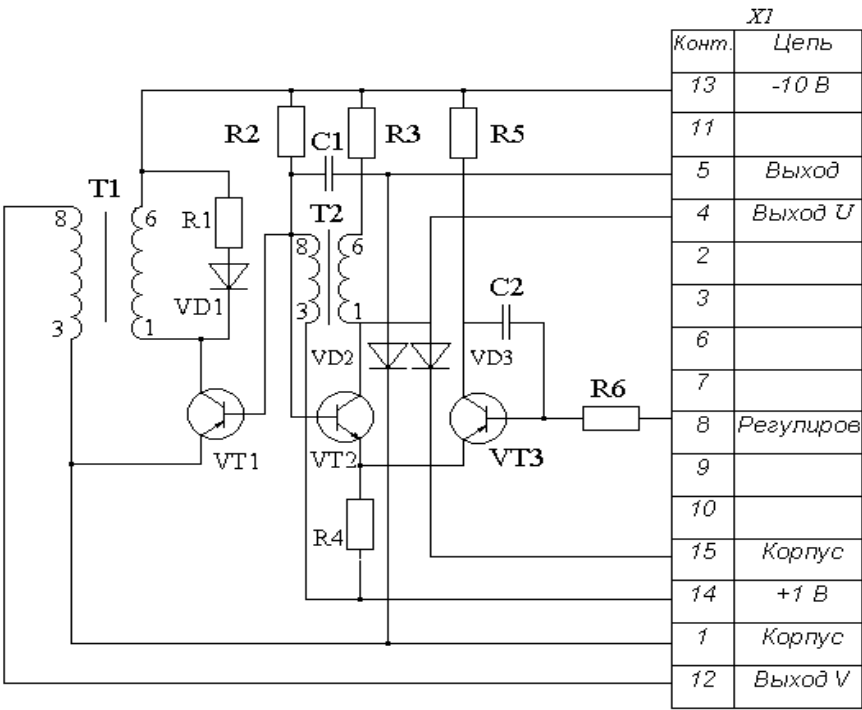 X1
Конт. Цепь
13 -10 В
11
5 Выход
4 Выход U
2
3
6
7
8 Регулиров
9
10
15 Корпус
14 +1 В
1 Корпус
12 Выход V
R2
C1
R3
R5
T1
8
6
R1
T2
8
6
VD1
C2
3
1
3
1
VD2
VD3
R6
VT1
VT2
VT3
R4